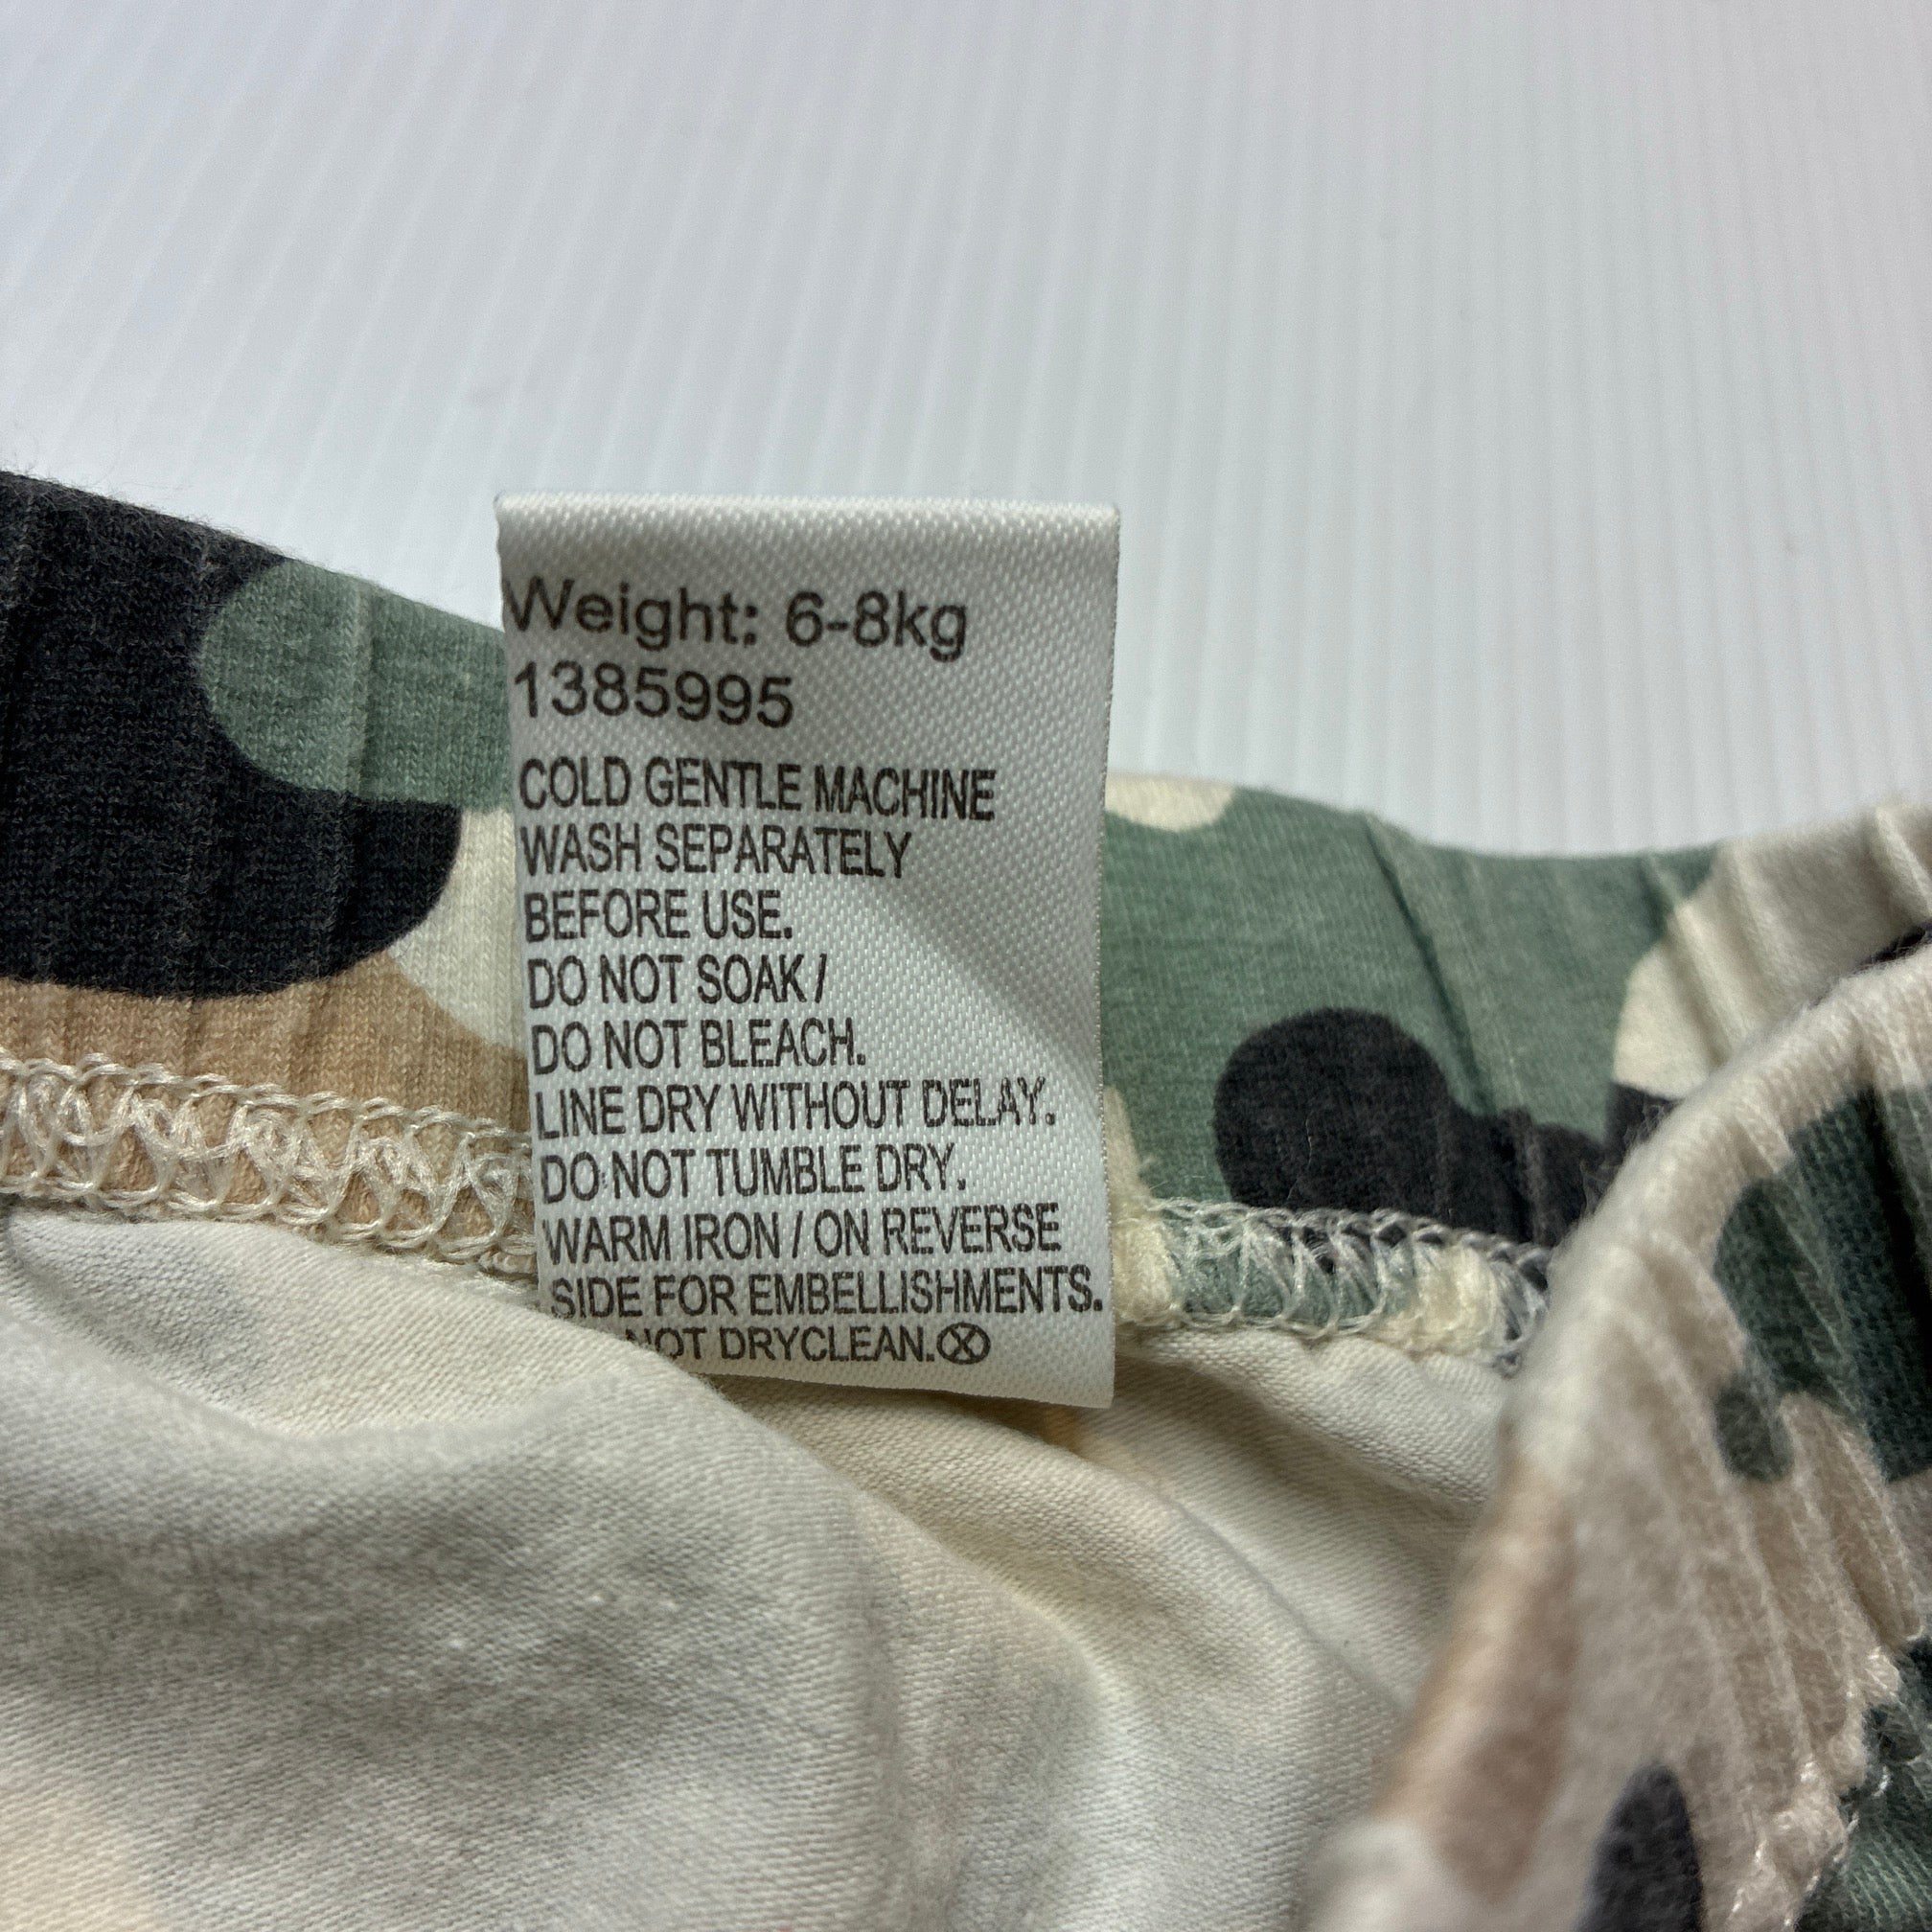 Weight: 6-8kg
1385995
COLD GENTLE MACHINE
WASH SEPARATELY
BEFORE USE.
DO NOT SOAK /
DO NOT BLEACH.
LINE DRY WITHOUT DELAY.
DO NOT TUMBLE DRY.
WARM IRON / ON REVERSE
SIDE FOR EMBELLISHMENTS.
NOT DRYCLEAN.